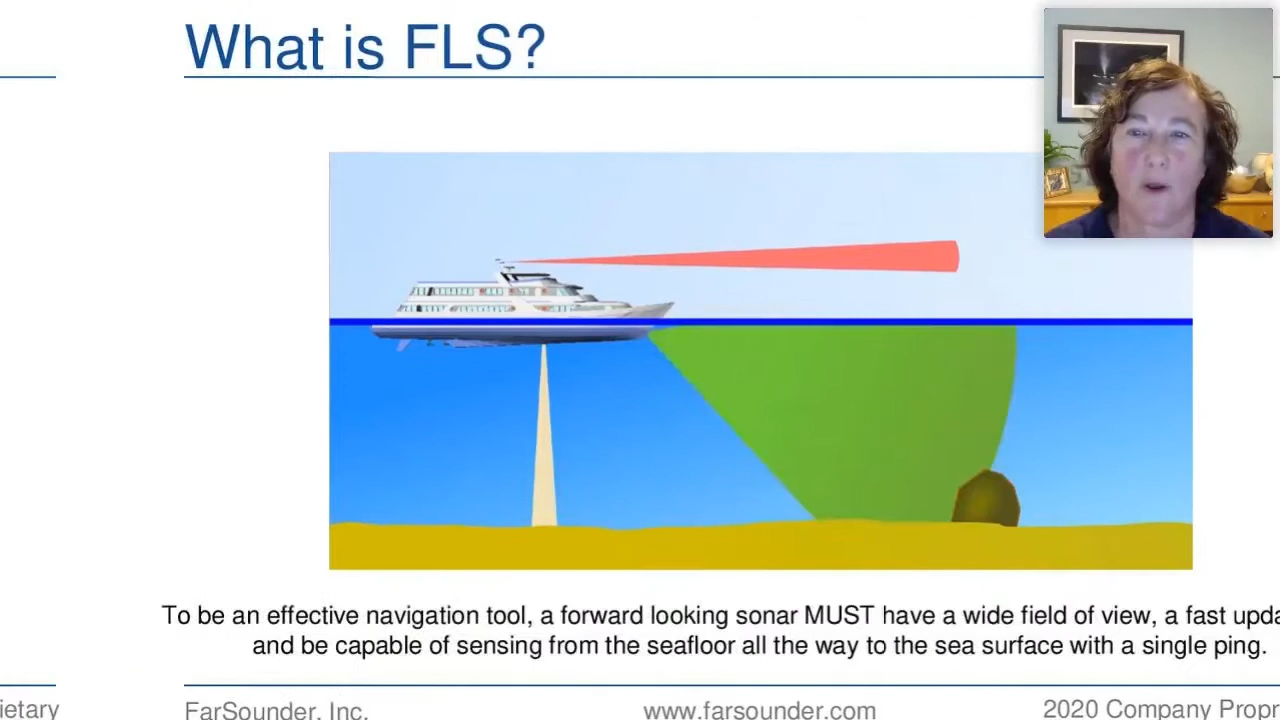 What is FLS?
To be an effective navigation tool, a forward looking sonar MUST have a wide field of view, a fast upda
and be capable of sensing from the seafloor all the way to the sea surface with a single ping.
ietary
FarSounder, Inc.
www.farsounder.com
2020 Company Propr